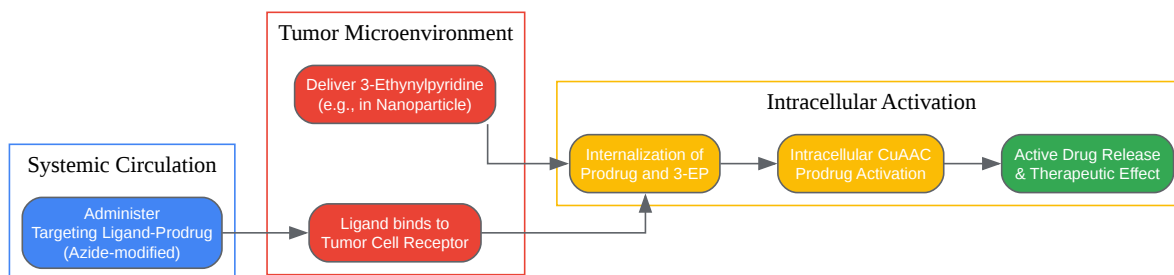 Systemic Circulation
Administer
Targeting Ligand-Prodrug
(Azide-modified)
Tumor Microenvironment
Deliver 3-Ethynylpyridine
(e.g., in Nanoparticle)
Ligand binds to
Tumor Cell Receptor
Intracellular Activation
Internalization of
Prodrug and 3-EP
Intracellular CuAAC
Prodrug Activation
Active Drug Release
& Therapeutic Effect